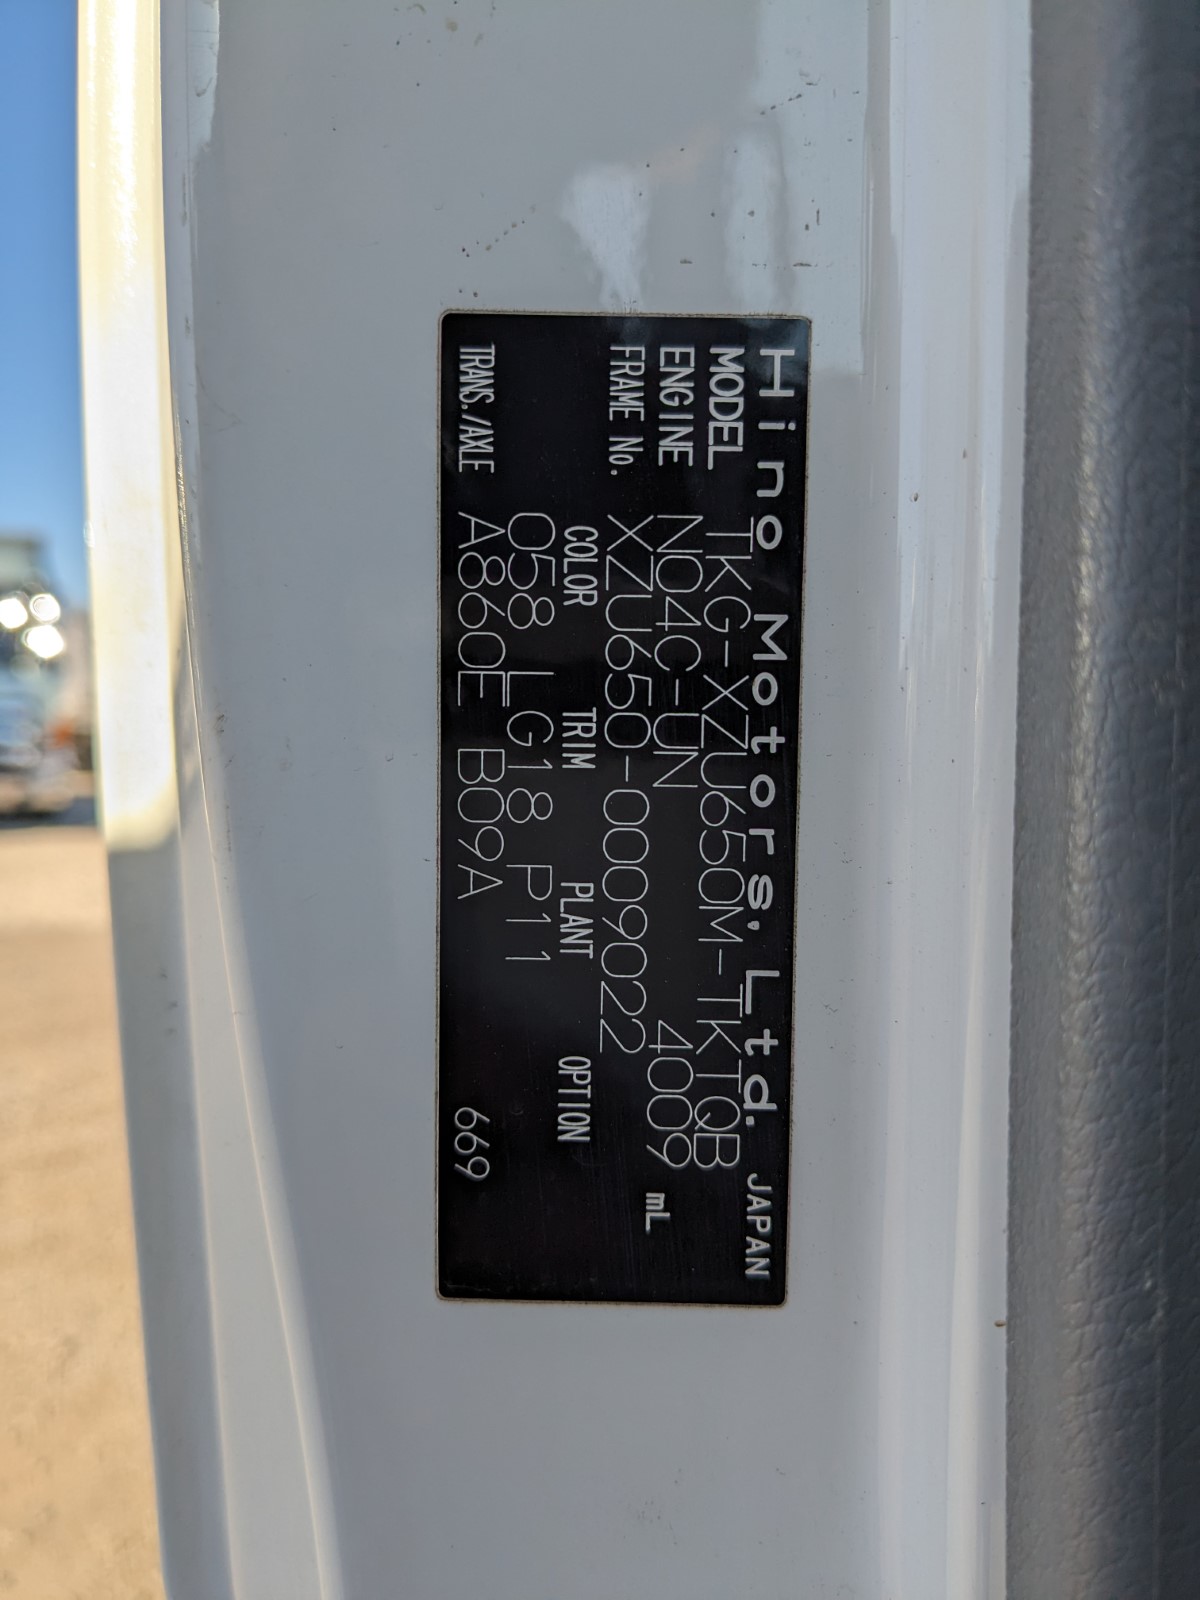 Hino Motors, Ltd. JAPAN
MODEL TKG-XZU650M-TKTQB
ENGINE N04C-UN 4009 mL
FRAME No. XZU650-0009022
COLOR TRIM PLANT OPTION
058 LG18 P11
TRANS./AXLE A860E B09A 669